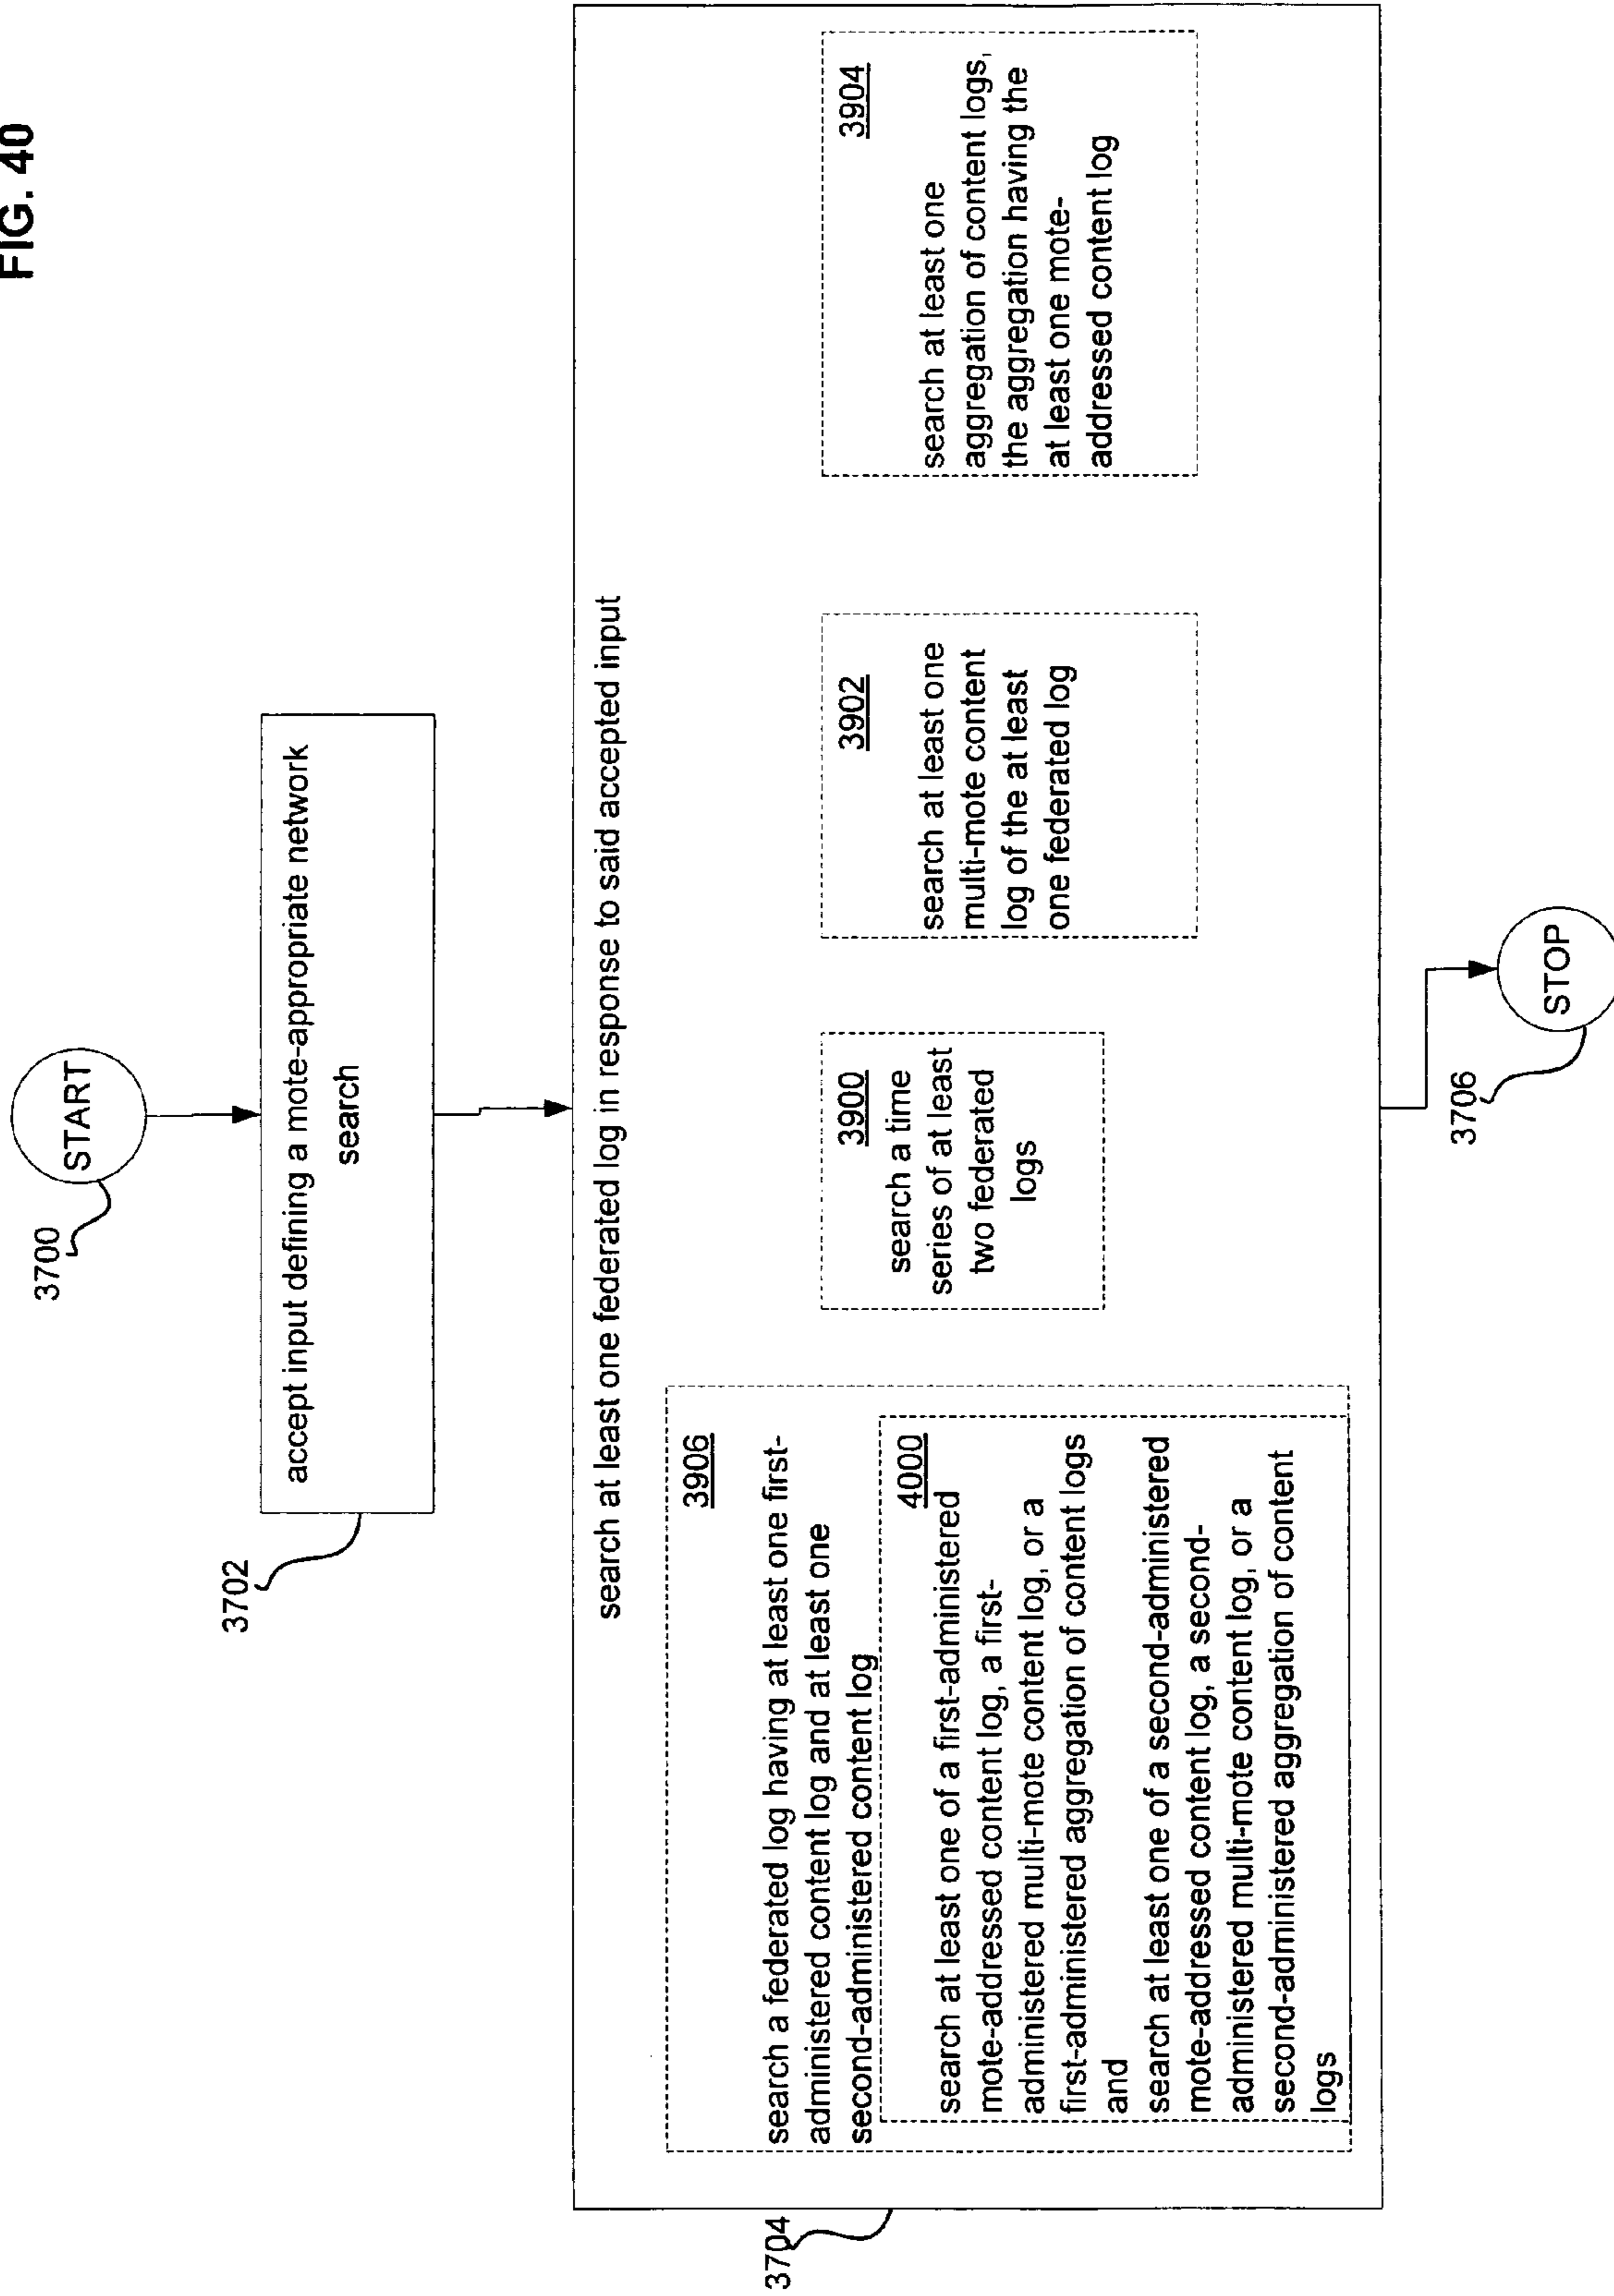 FIG. 40
START
3700
accept input defining a mote-appropriate network
search
3702
search at least one federated log in response to said accepted input
3704
3906
search a federated log having at least one first-
administered content log and at least one
second-administered content log
4000
search at least one of a first-administered
mote-addressed content log, a first-
administered multi-mote content log, or a
first-administered aggregation of content logs
and
search at least one of a second-administered
mote-addressed content log, a second-
administered multi-mote content log, or a
second-administered aggregation of content
logs
3900
search a time
series of at least
two federated
logs
3902
search at least one
multi-mote content
log of the at least
one federated log
3904
search at least one
aggregation of content logs,
the aggregation having the
at least one mote-
addressed content log
STOP
3706